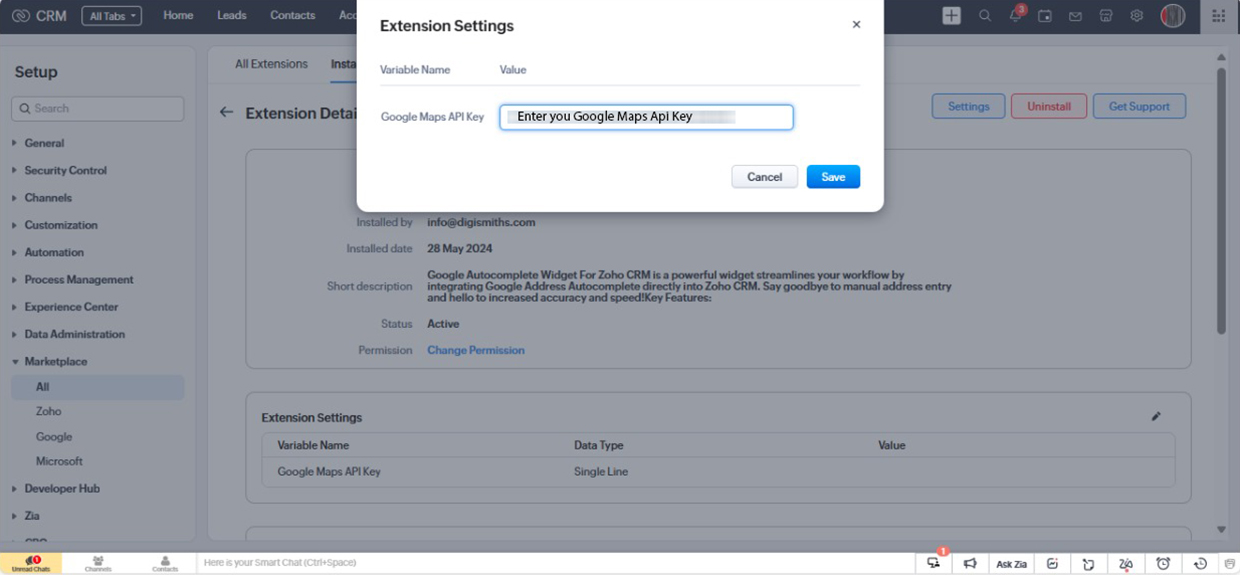 CRM
All Tabs
Home
Leads
Contacts
Acc
3
Extension Settings
Variable Name
Value
Google Maps API Key
Enter you Google Maps Api Key
Cancel
Save
Setup
Search
General
Security Control
Channels
Customization
Automation
Process Management
Experience Center
Data Administration
Marketplace
All
Zoho
Google
Microsoft
Developer Hub
Zia
All Extensions
Insta
Extension Detai
Settings
Uninstall
Get Support
Installed by
info@digismiths.com
Installed date
28 May 2024
Short description
Google Autocomplete Widget For Zoho CRM is a powerful widget streamlines your workflow by
integrating Google Address Autocomplete directly into Zoho CRM. Say goodbye to manual address entry
and hello to increased accuracy and speed!Key Features:
Status
Active
Permission
Change Permission
Extension Settings
Variable Name
Data Type
Value
Google Maps API Key
Single Line
1
Unread Chats
Channels
Contacts
Here is your Smart Chat (Ctrl+Space)
1
Ask Zia